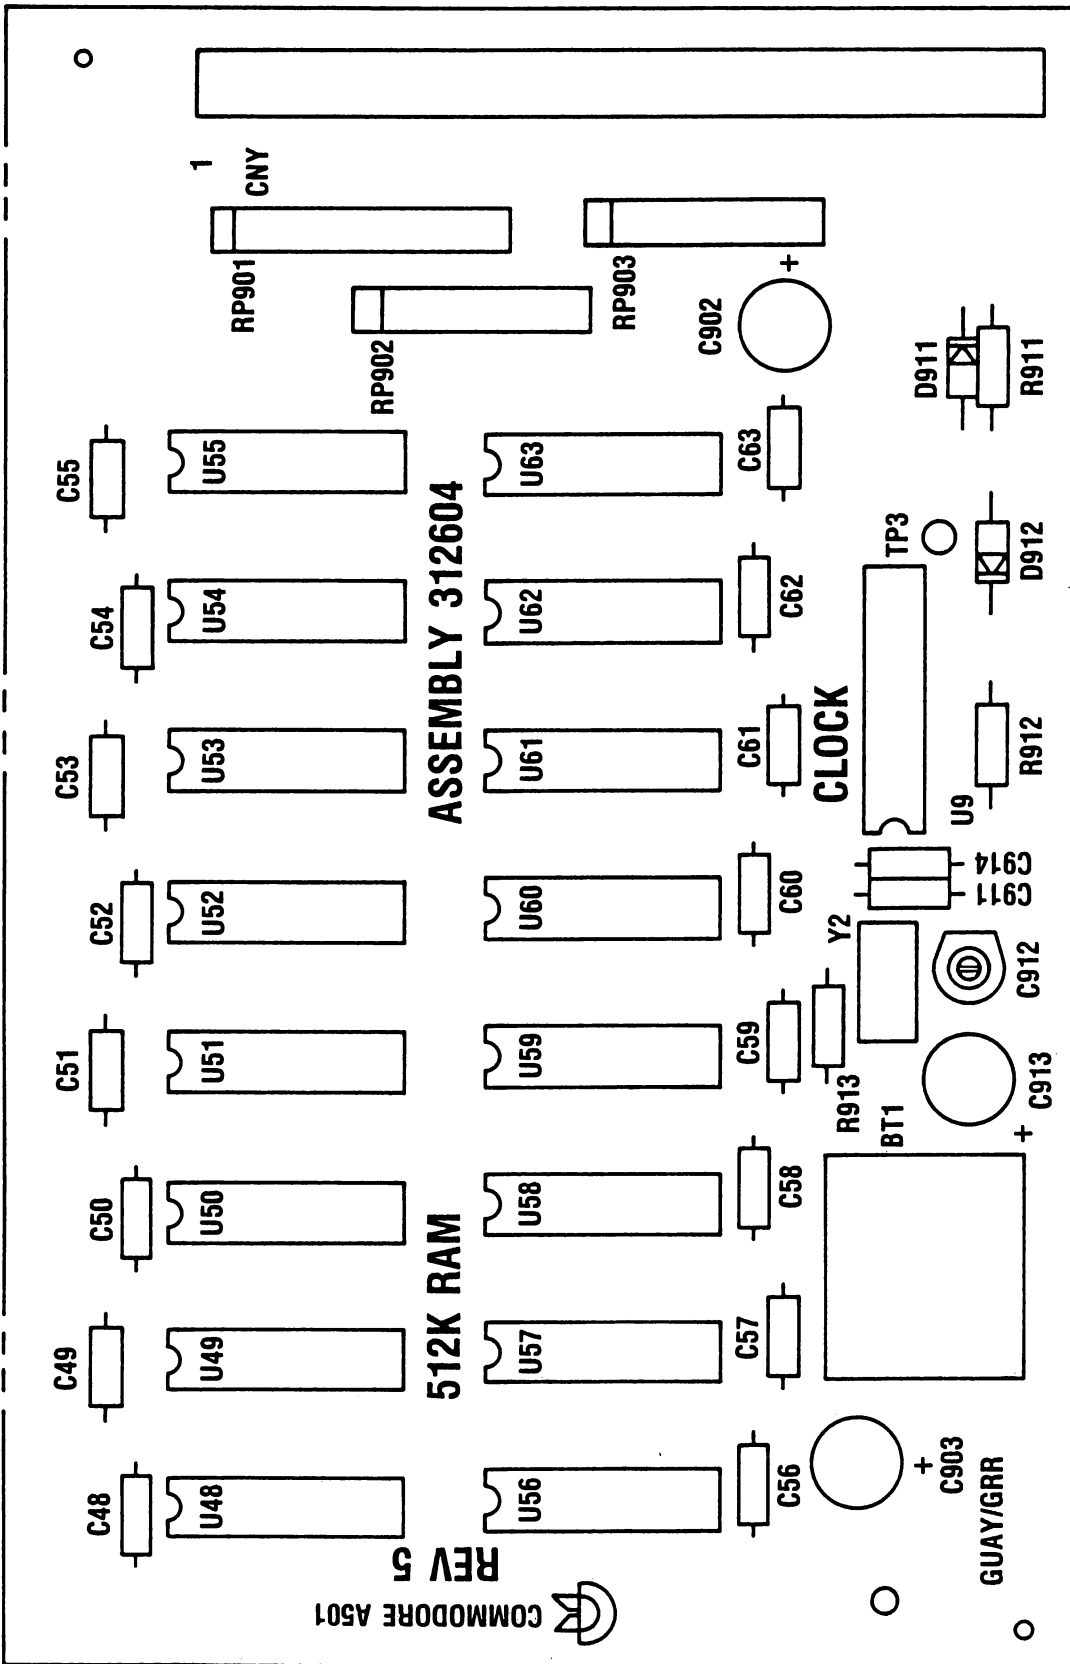 1
CNY
RP901
RP902
RP903
C902
+
D911
R911
C55
C54
C53
C52
C51
C50
C49
C48
U55
U54
U53
U52
U51
U50
U49
U48
ASSEMBLY 312604
512K RAM
REV 5
COMMODORE A501
U63
U62
U61
U60
U59
U58
U57
U56
C63
C62
C61
C60
C59
C58
C57
C56
TP3
D912
CLOCK
U9
R912
C914
C911
Y2
C912
R913
C913
+
BT1
C903
+
GUAY/GRR